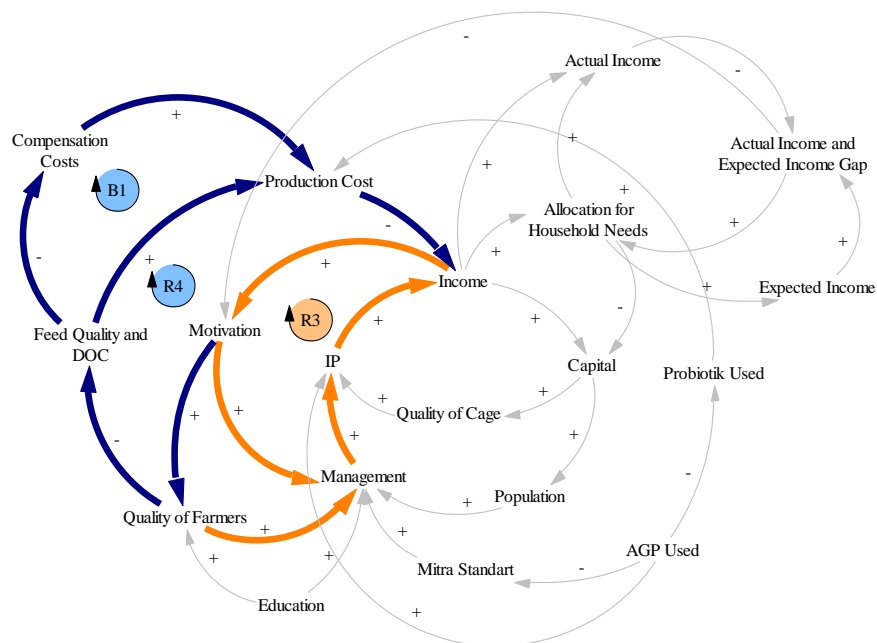 -
Actual Income
-
+
Compensation
Costs
+
Actual Income and
Expected Income Gap
B1
Production Cost
+
+
Allocation for
Household Needs
-
+
-
+
+
+
+
R4
Income
+
Expected Income
R3
-
Feed Quality and
DOC
Motivation
+
+
IP
Capital
Probiotik Used
+
+
+
Quality of Cage
+
-
+
+
Management
-
Population
+
Quality of Farmers
+
+
AGP Used
+
+
Mitra Standart
-
Education
+